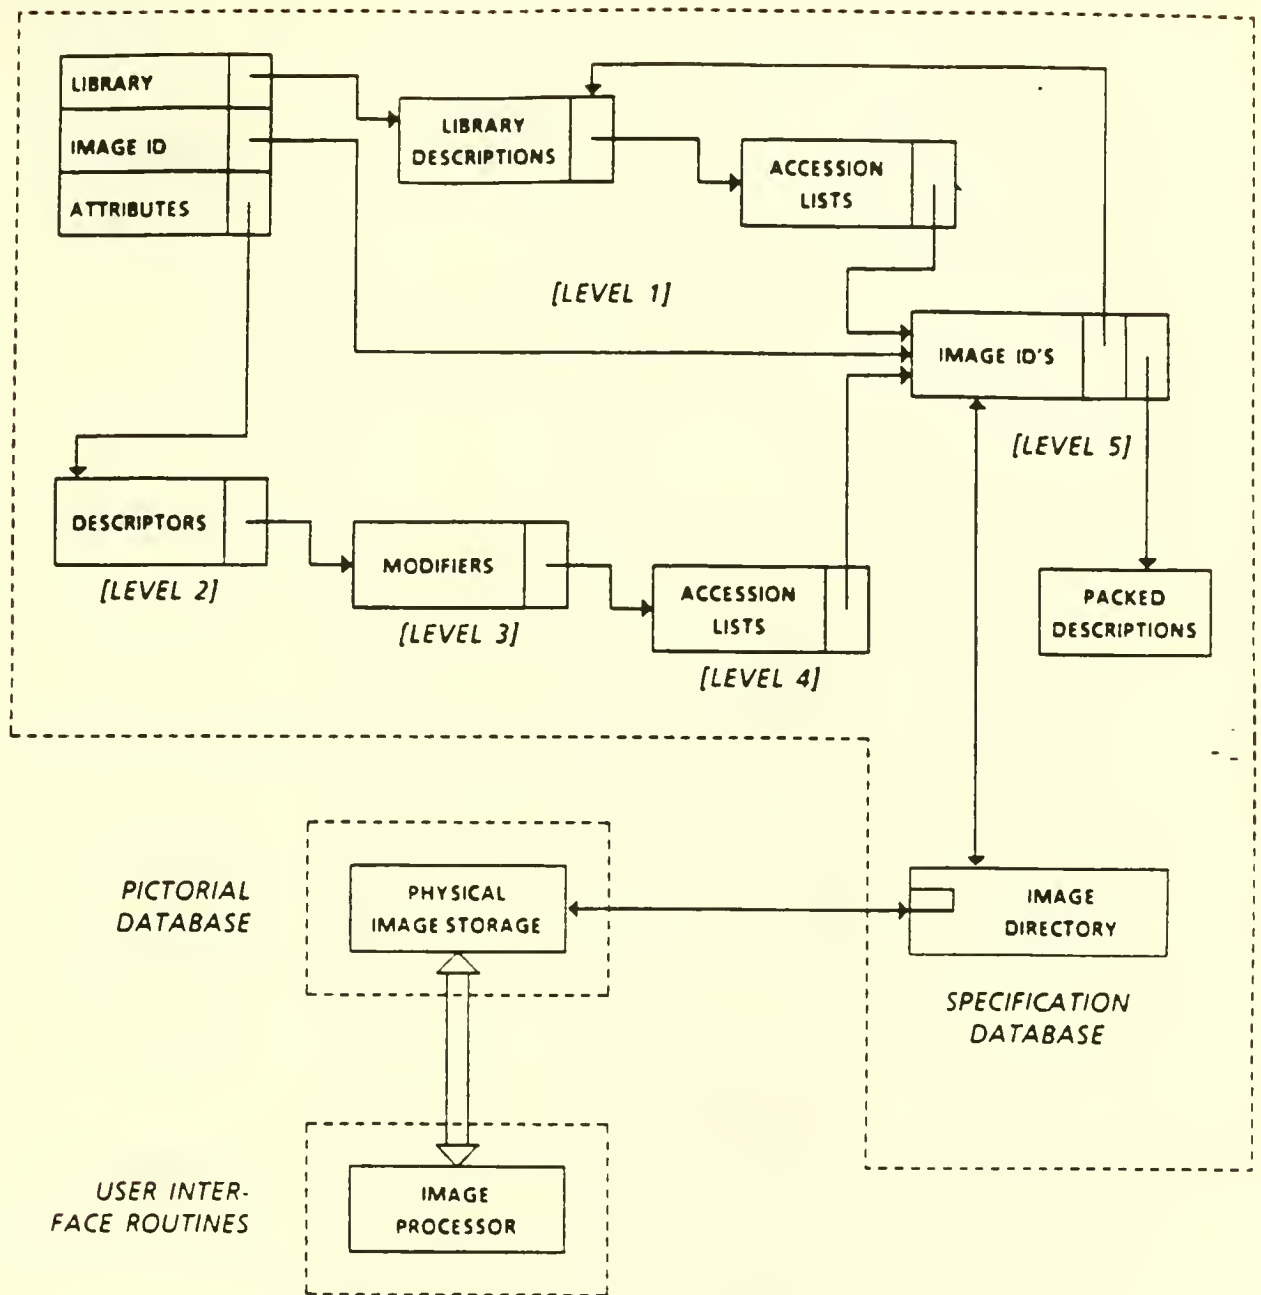 LIBRARY
IMAGE ID
ATTRIBUTES
LIBRARY
DESCRIPTIONS
ACCESSION
LISTS
[LEVEL 1]
IMAGE ID'S
[LEVEL 5]
DESCRIPTORS
[LEVEL 2]
MODIFIERS
[LEVEL 3]
ACCESSION
LISTS
[LEVEL 4]
PACKED
DESCRIPTIONS
PICTORIAL
DATABASE
PHYSICAL
IMAGE STORAGE
IMAGE
DIRECTORY
SPECIFICATION
DATABASE
USER INTER-
FACE ROUTINES
IMAGE
PROCESSOR